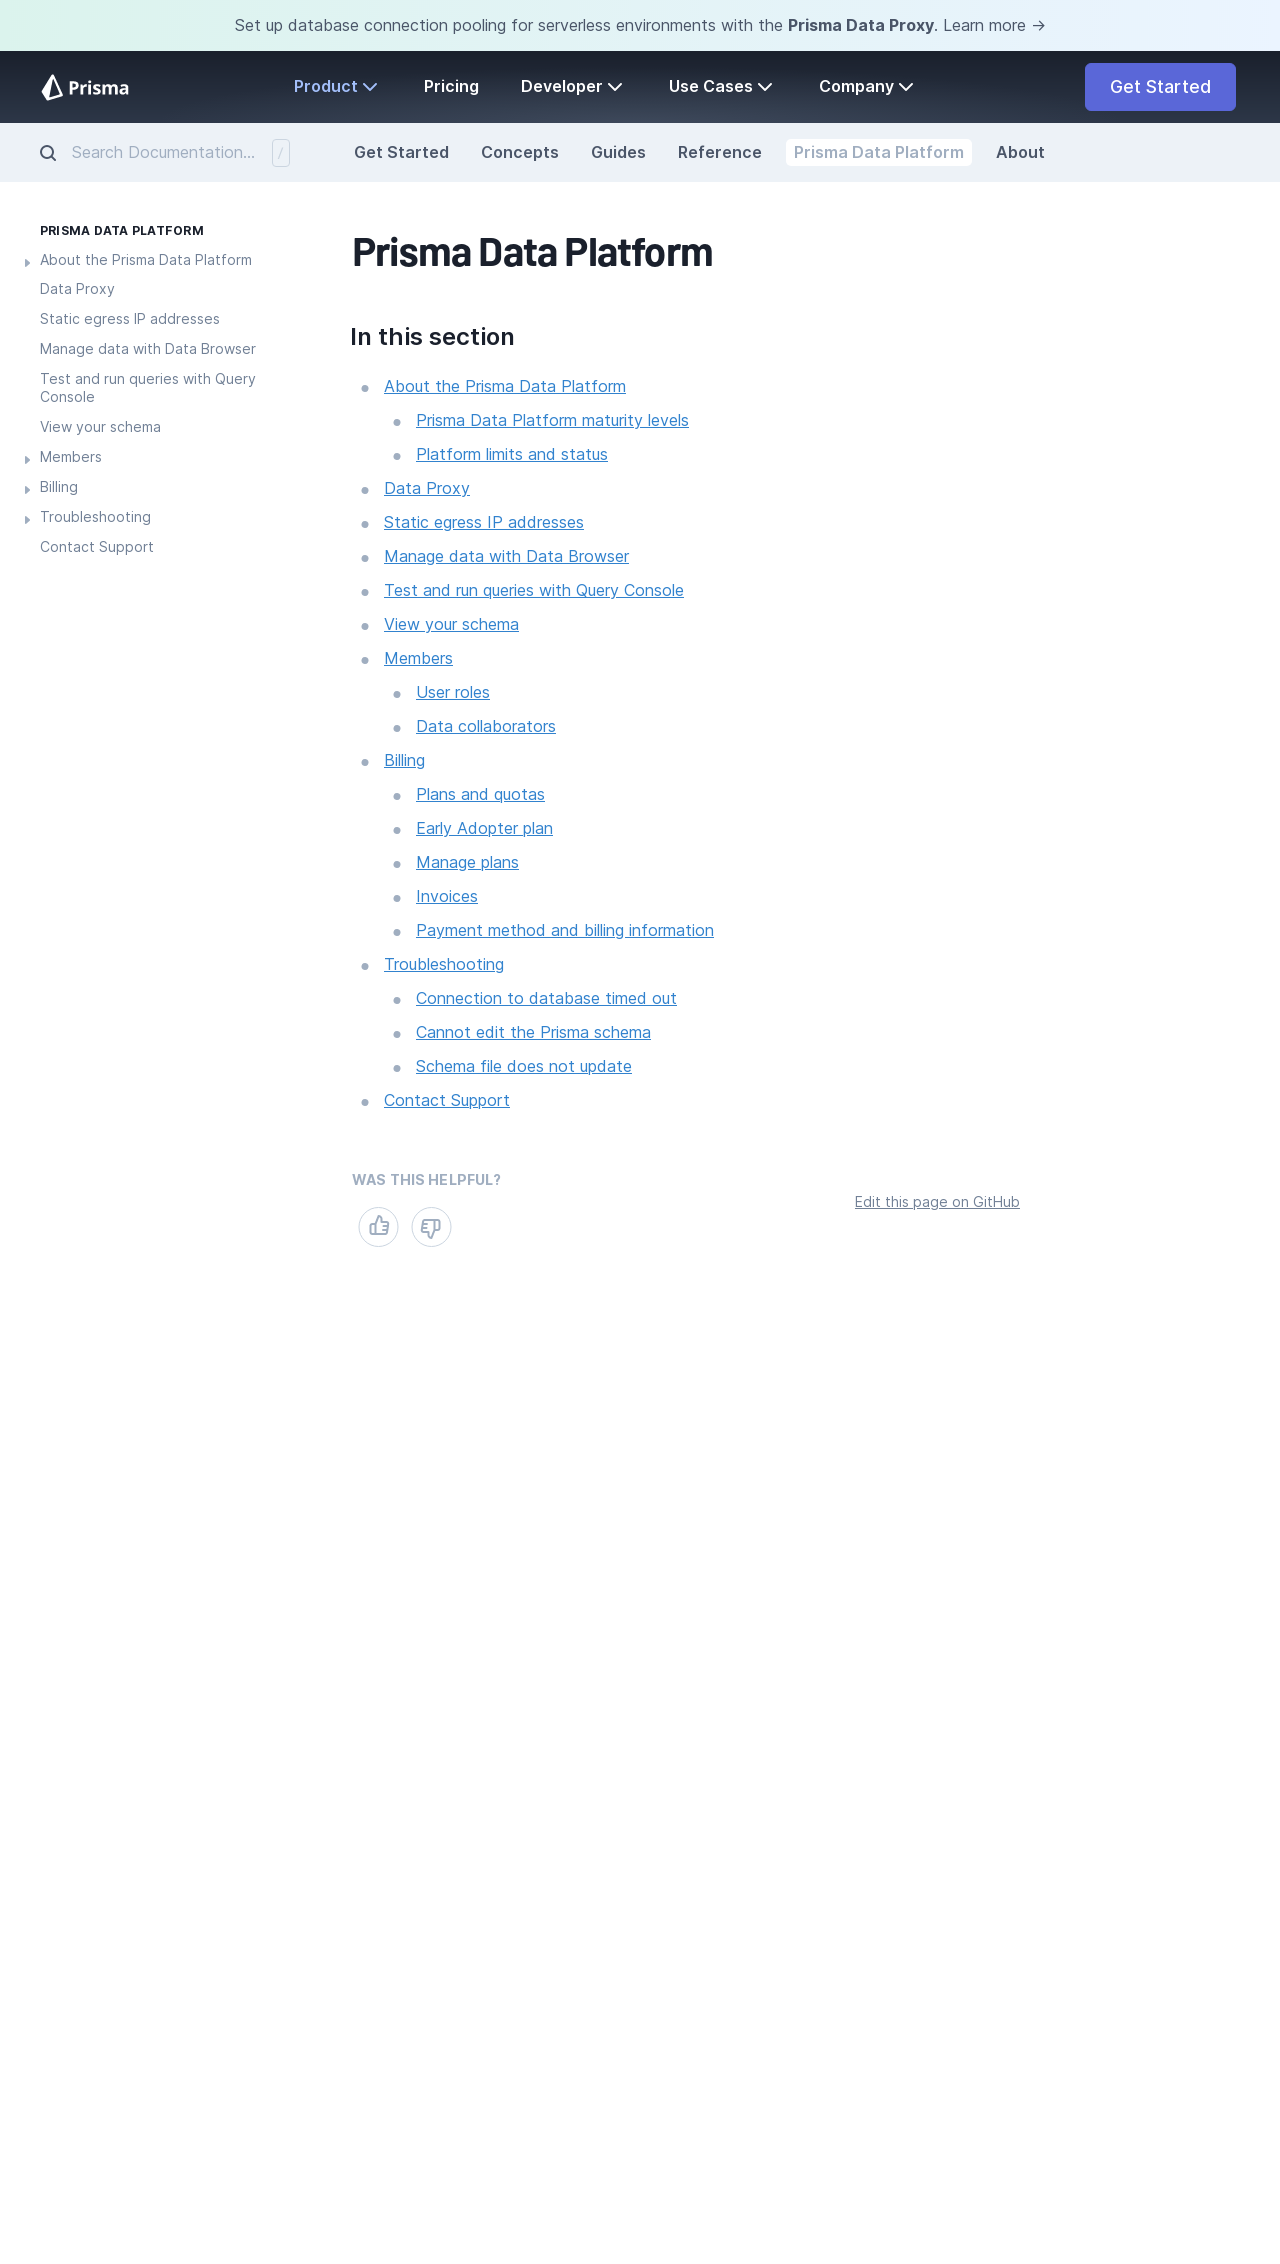 Set up database connection pooling for serverless environments with the Prisma Data Proxy. Learn more →
Prisma
Product
Pricing
Developer
Use Cases
Company
Get Started
Search Documentation...
/
Get Started
Concepts
Guides
Reference
Prisma Data Platform
About
PRISMA DATA PLATFORM
About the Prisma Data Platform
Data Proxy
Static egress IP addresses
Manage data with Data Browser
Test and run queries with Query
Console
View your schema
Members
Billing
Troubleshooting
Contact Support
Prisma Data Platform
In this section
About the Prisma Data Platform
Prisma Data Platform maturity levels
Platform limits and status
Data Proxy
Static egress IP addresses
Manage data with Data Browser
Test and run queries with Query Console
View your schema
Members
User roles
Data collaborators
Billing
Plans and quotas
Early Adopter plan
Manage plans
Invoices
Payment method and billing information
Troubleshooting
Connection to database timed out
Cannot edit the Prisma schema
Schema file does not update
Contact Support
WAS THIS HELPFUL?
Edit this page on GitHub